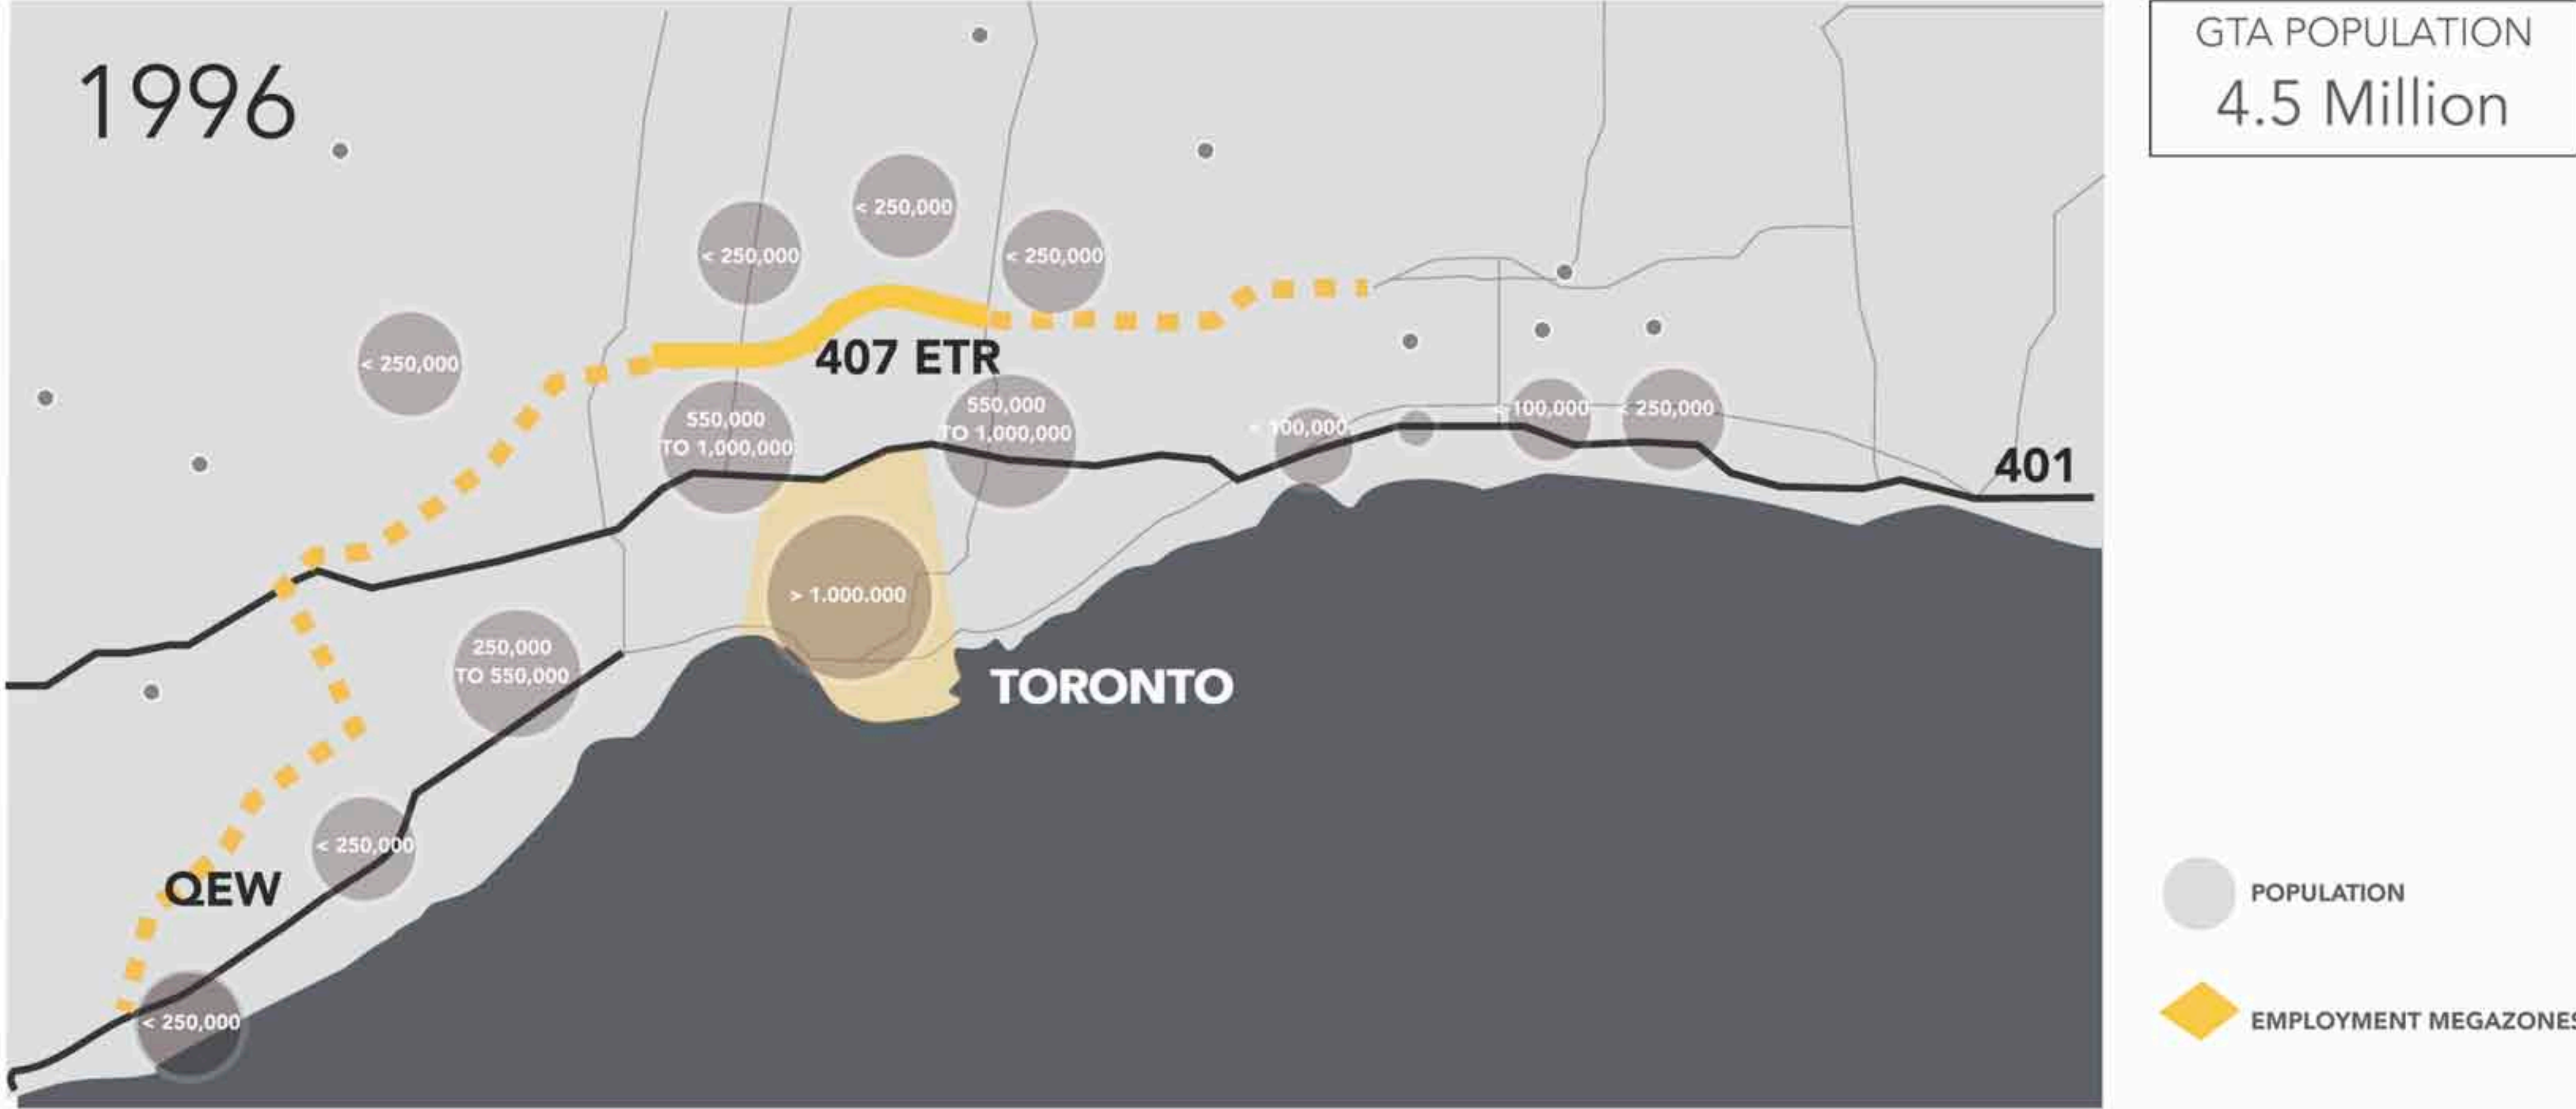 1996
GTA POPULATION
4.5 Million
< 250,000
< 250,000
< 250,000
< 250,000
407 ETR
550,000
TO 1,000,000
550,000
TO 1,000,000
< 100,000
< 100,000
< 250,000
401
> 1.000.000
250,000
TO 550,000
TORONTO
< 250,000
QEW
< 250,000
POPULATION
EMPLOYMENT MEGAZONES